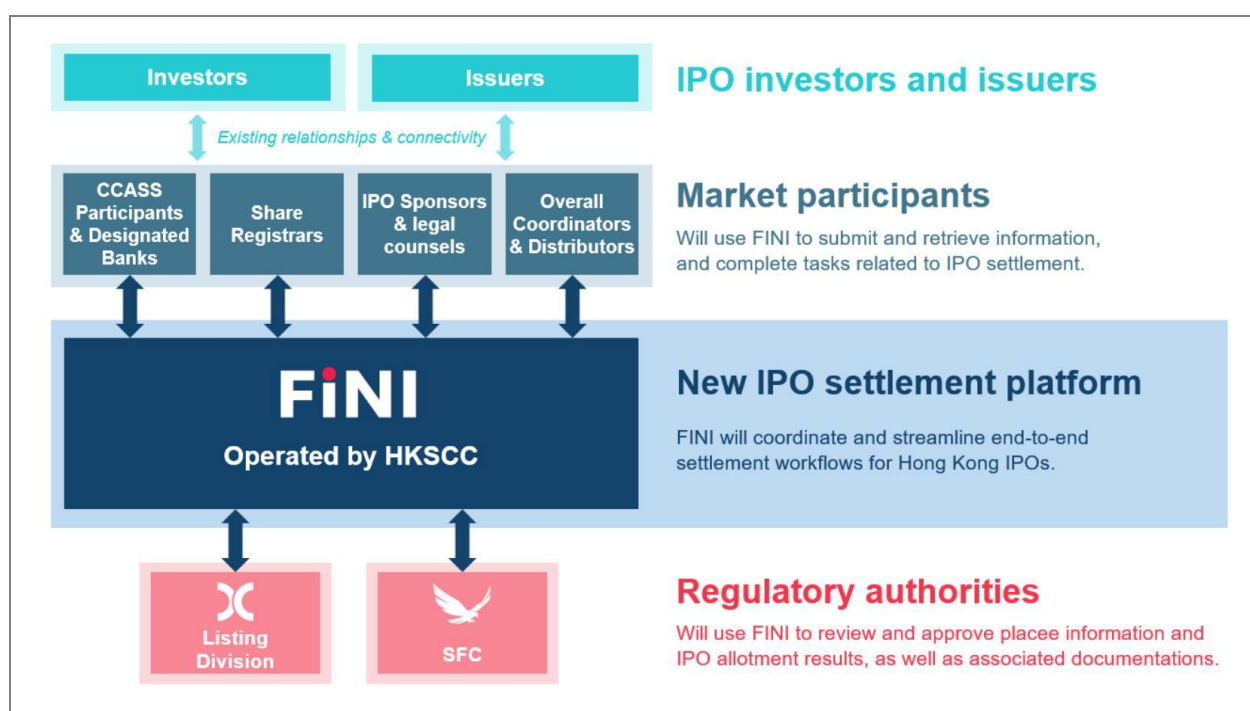 Investors
Issuers
IPO investors and issuers
Existing relationships & connectivity
CCASS
Participants
& Designated
Banks
Share
Registrars
IPO Sponsors
& legal
counsels
Overall
Coordinators
& Distributors
Market participants
Will use FINI to submit and retrieve information,
and complete tasks related to IPO settlement.
FiNI
Operated by HKSCC
New IPO settlement platform
FINI will coordinate and streamline end-to-end
settlement workflows for Hong Kong IPOs.
Listing
Division
SFC
Regulatory authorities
Will use FINI to review and approve placee information and
IPO allotment results, as well as associated documentations.